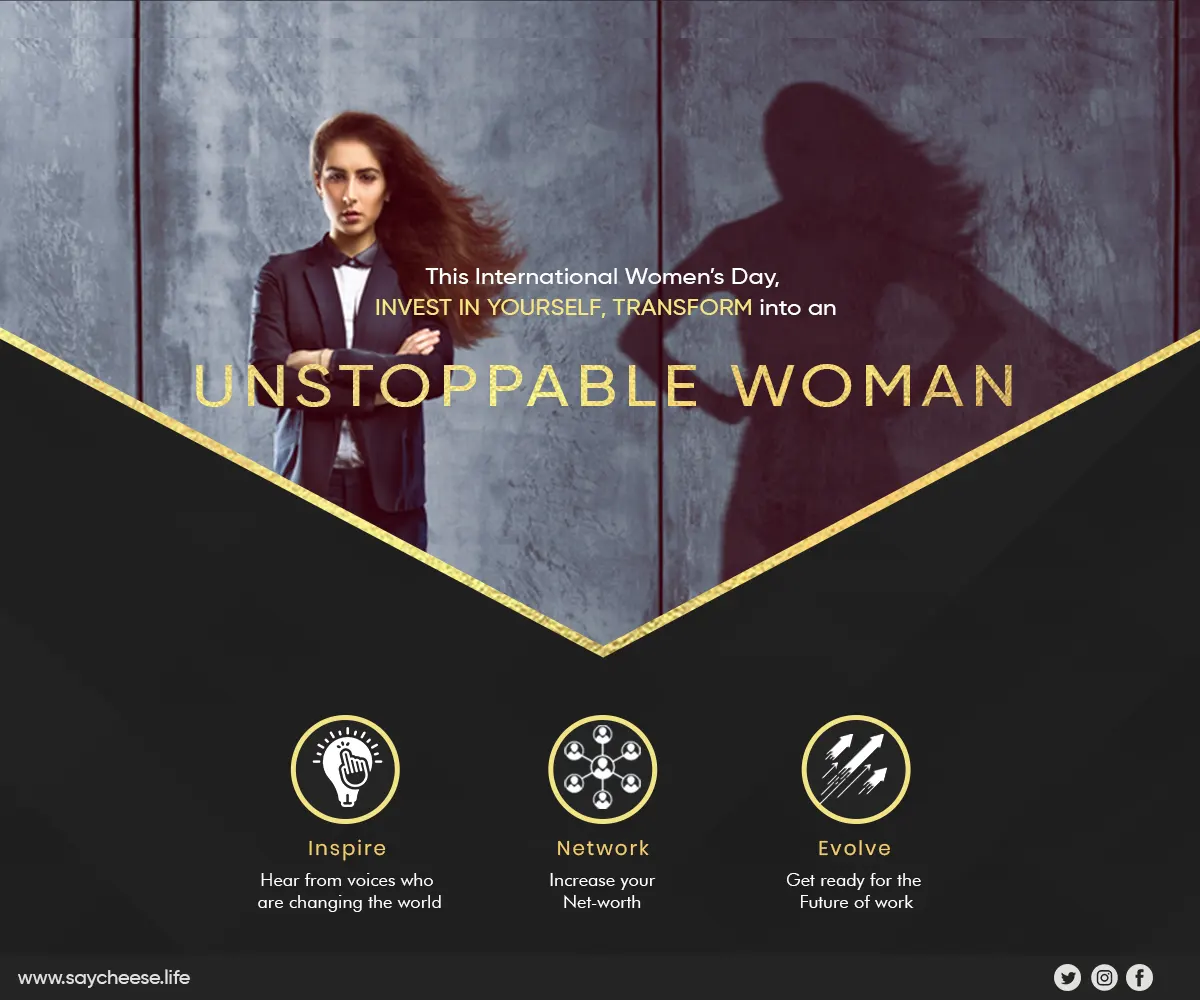 This International Women’s Day,
INVEST IN YOURSELF, TRANSFORM into an
UNSTOPPABLE WOMAN
Inspire
Hear from voices who
are changing the world
Network
Increase your
Net-worth
Evolve
Get ready for the
Future of work
www.saycheese.life